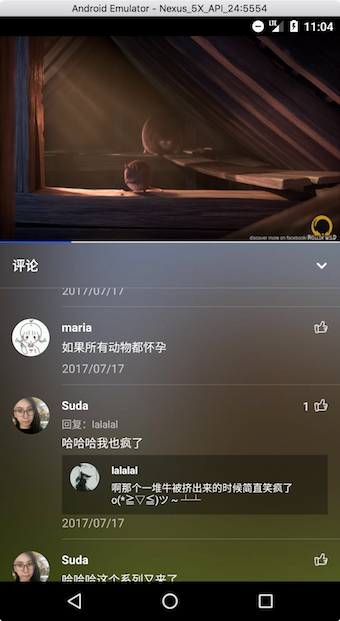 Android Emulator - Nexus_5X_API_24:5554
LTE
11:04
discover more on facebook/ROLLIN' WILD
评论
2017/07/17
maria
如果所有动物都怀孕
2017/07/17
Suda
1
回复：lalalal
哈哈哈我也疯了
lalalal
啊那个一堆牛被挤出来的时候简直笑疯了
o(*≧▽≦)ツ ~ ┴┴
2017/07/17
Suda
哈哈哈这个系列又来了